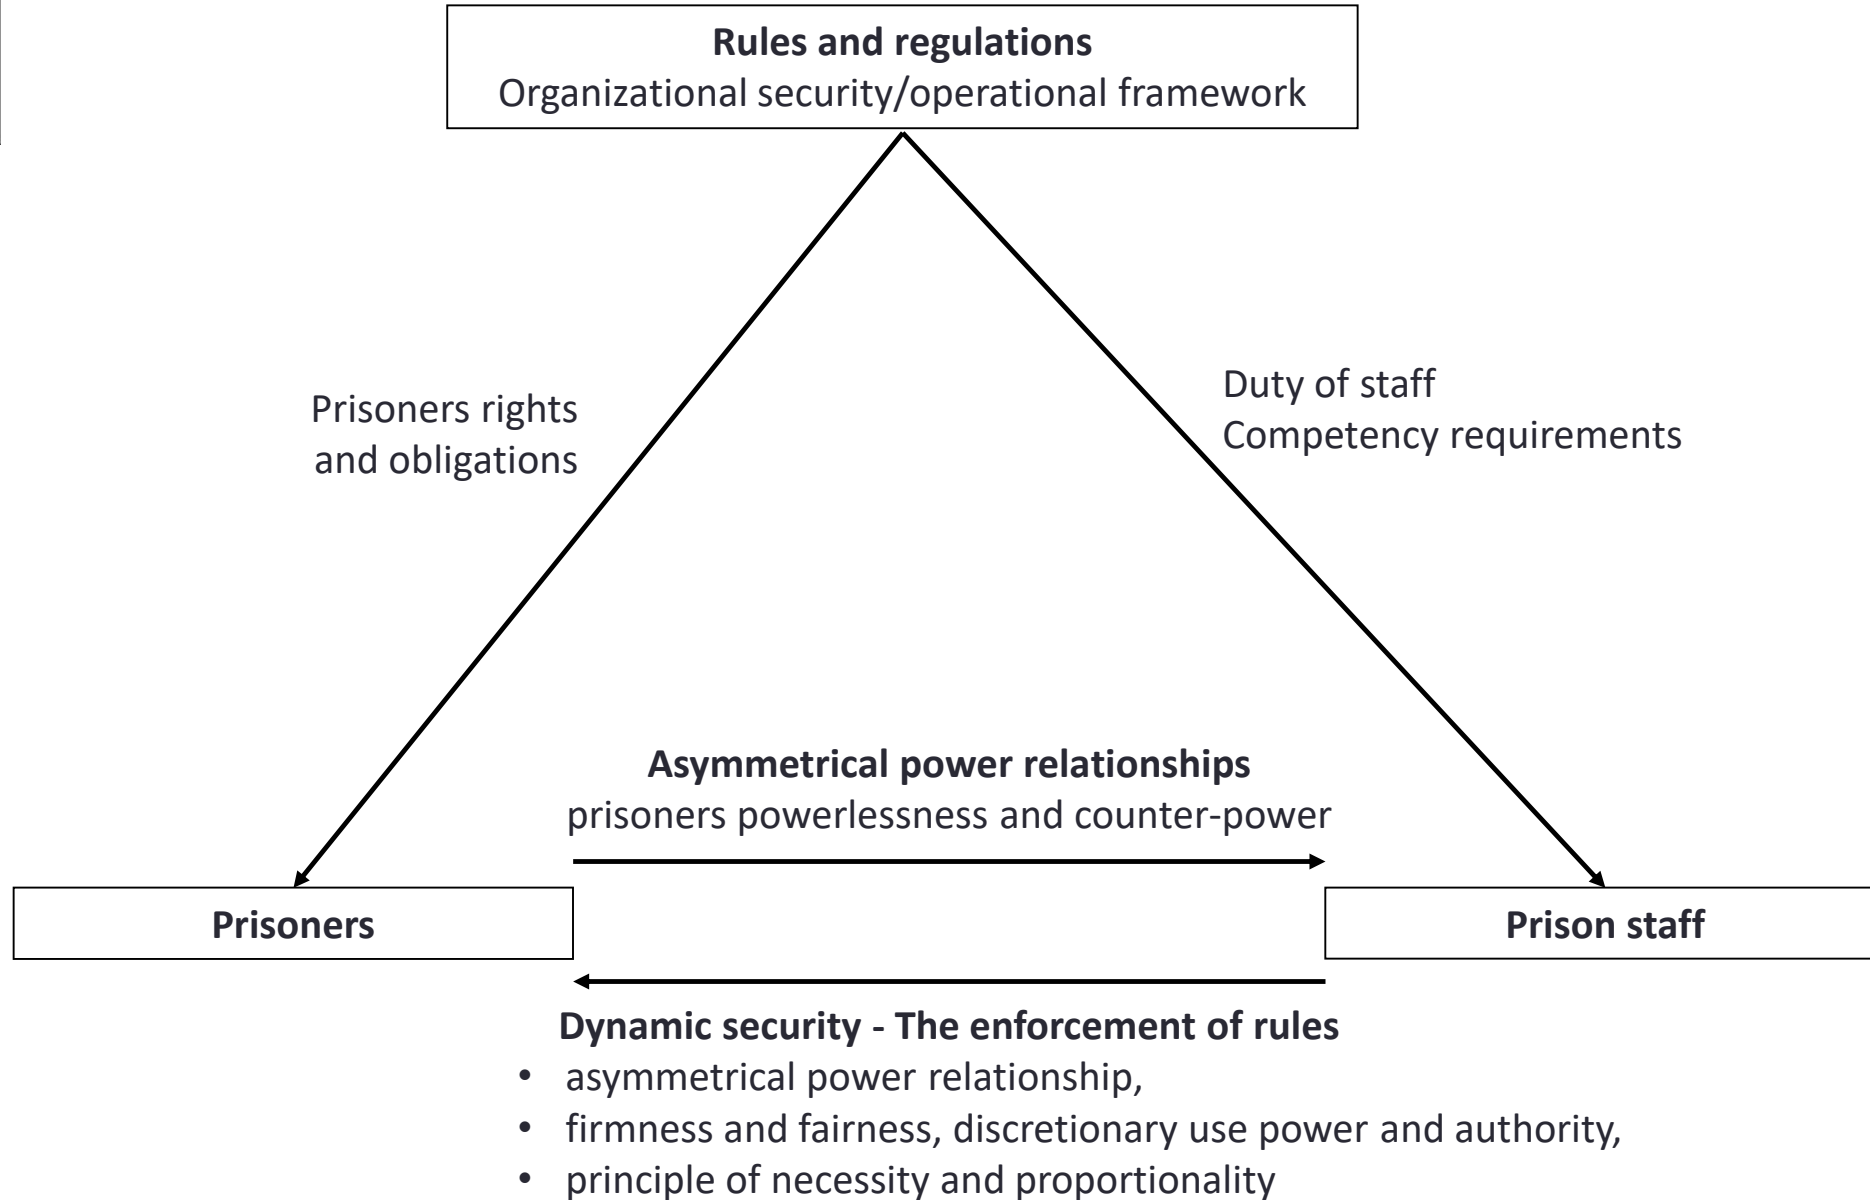 Rules and regulations
Organizational security/operational framework
Prisoners rights
and obligations
Duty of staff
Competency requirements
Asymmetrical power relationships
prisoners powerlessness and counter-power
Prisoners
Prison staff
Dynamic security - The enforcement of rules
• asymmetrical power relationship,
• firmness and fairness, discretionary use power and authority,
• principle of necessity and proportionality